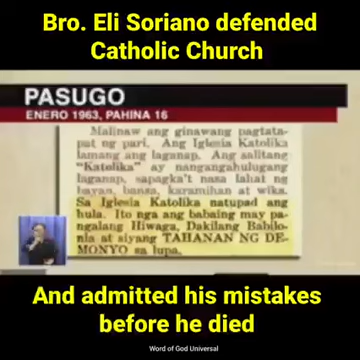 Bro. Eli Soriano defended
Catholic Church
PASUGO
ENERO 1963, PAHINA 16
Malinaw ang ginawang pagtata-
pat ng pari. Ang Iglesia Katolika
lamang ang laganap. Ang salitang
"Katolika" ay nangangahulugang
laganap, sapagka't nasa lahat ng
bayan, bansa, karamihan at wika.
Sa Iglesia Katolika natupad ang
hula. Ito nga ang babaing may pa-
ngalang Hiwaga, Dakilang Babilo-
nia at siyang TAHANAN NG DE-
MONYO sa lupa.
And admitted his mistakes
before he died
Word of God Universal